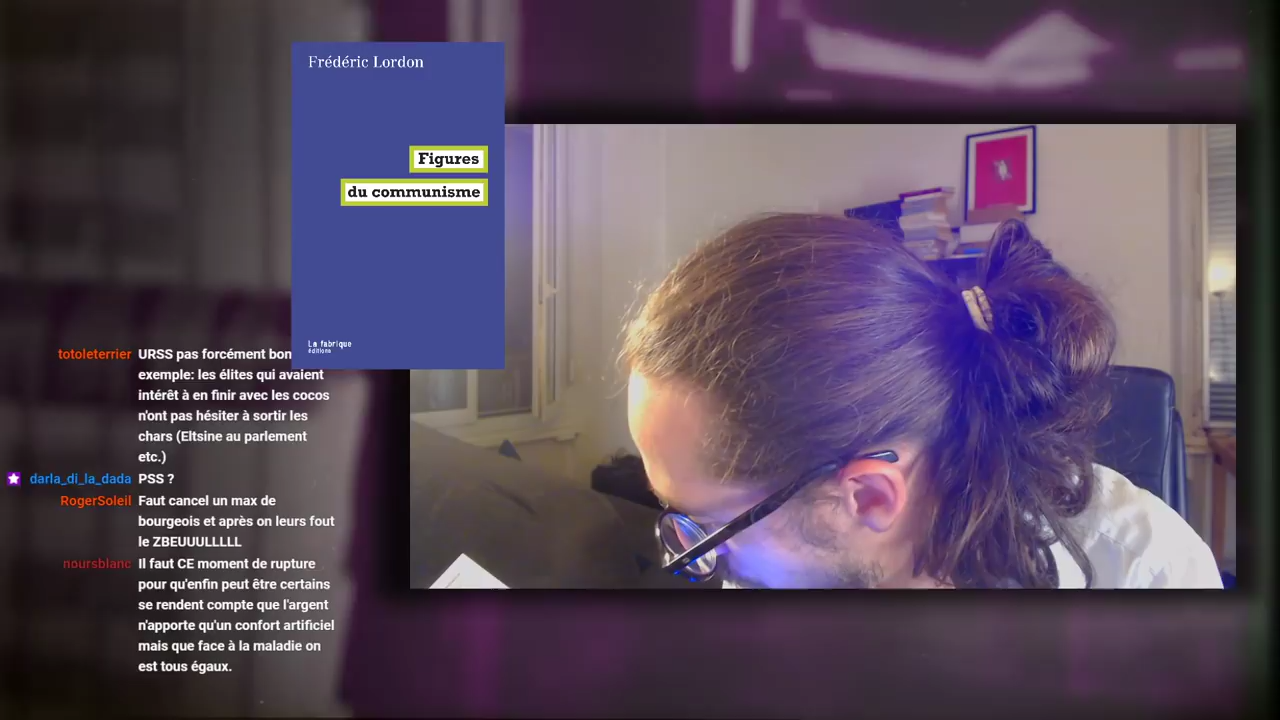 Frédéric Lordon
Figures
du communisme
La fabrique
éditions
totoleterrier URSS pas forcément bon
exemple: les élites qui avaient
intérêt à en finir avec les cocos
n'ont pas hésiter à sortir les
chars (Eltsine au parlement
etc.)
darla_di_la_dada PSS ?
RogerSoleil Faut cancel un max de
bourgeois et après on leurs fout
le ZBEUUULLLLL
noursblanc Il faut CE moment de rupture
pour qu'enfin peut être certains
se rendent compte que l'argent
n'apporte qu'un confort artificiel
mais que face à la maladie on
est tous égaux.